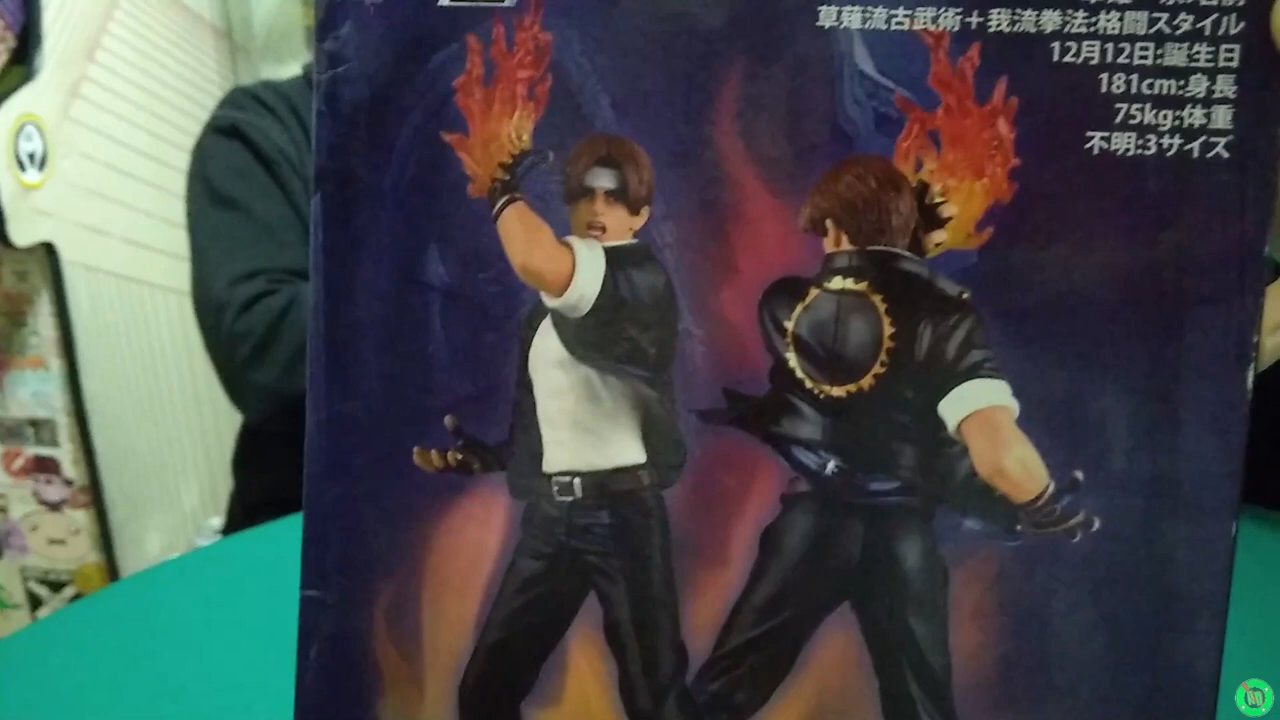 草薙流古武術+我流拳法:格闘スタイル
12月12日:誕生日
181cm:身長
75kg:体重
不明:3サイズ